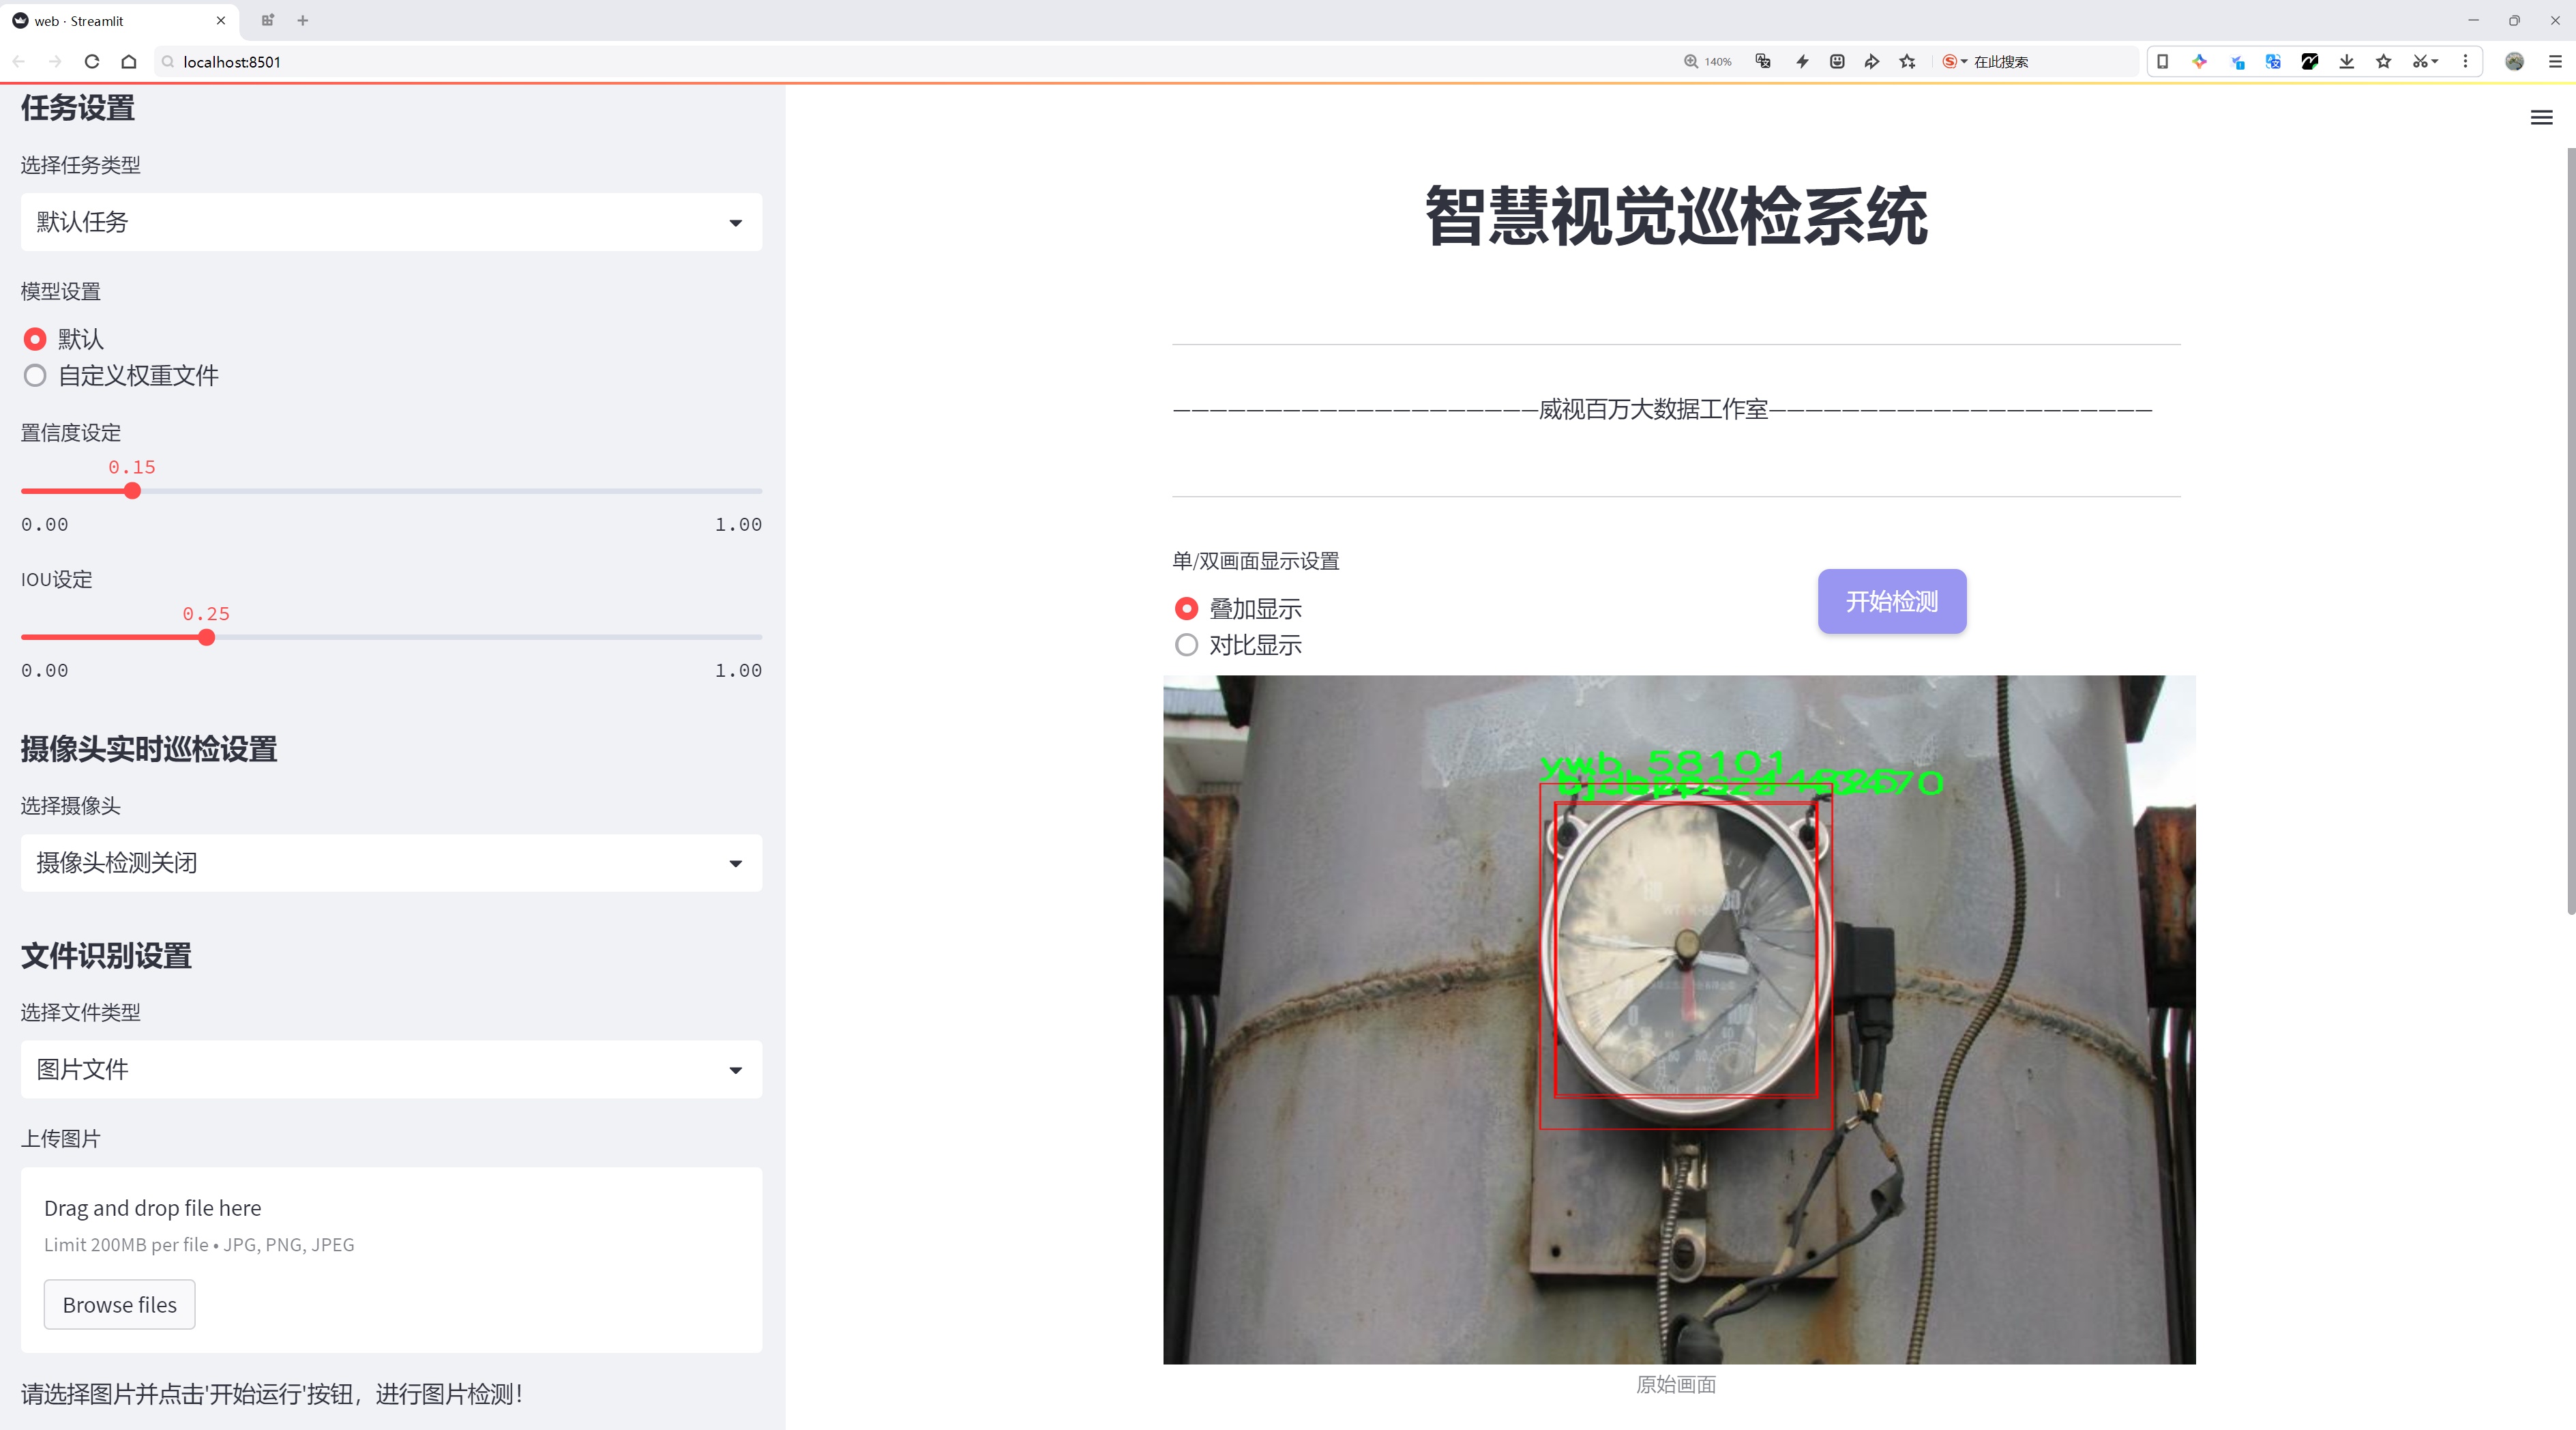 web · Streamlit
localhost:8501
140%
在此搜索
任务设置
选择任务类型
默认任务
模型设置
默认
自定义权重文件
置信度设定
0.15
0.00
1.00
IOU设定
0.25
0.00
1.00
摄像头实时巡检设置
选择摄像头
摄像头检测关闭
文件识别设置
选择文件类型
图片文件
上传图片
Drag and drop file here
Limit 200MB per file • JPG, PNG, JPEG
Browse files
请选择图片并点击'开始运行'按钮，进行图片检测！
智慧视觉巡检系统
—————————————————————威视百万大数据工作室—————————————————————
单/双画面显示设置
叠加显示
对比显示
开始检测
ywb 58101
原始画面